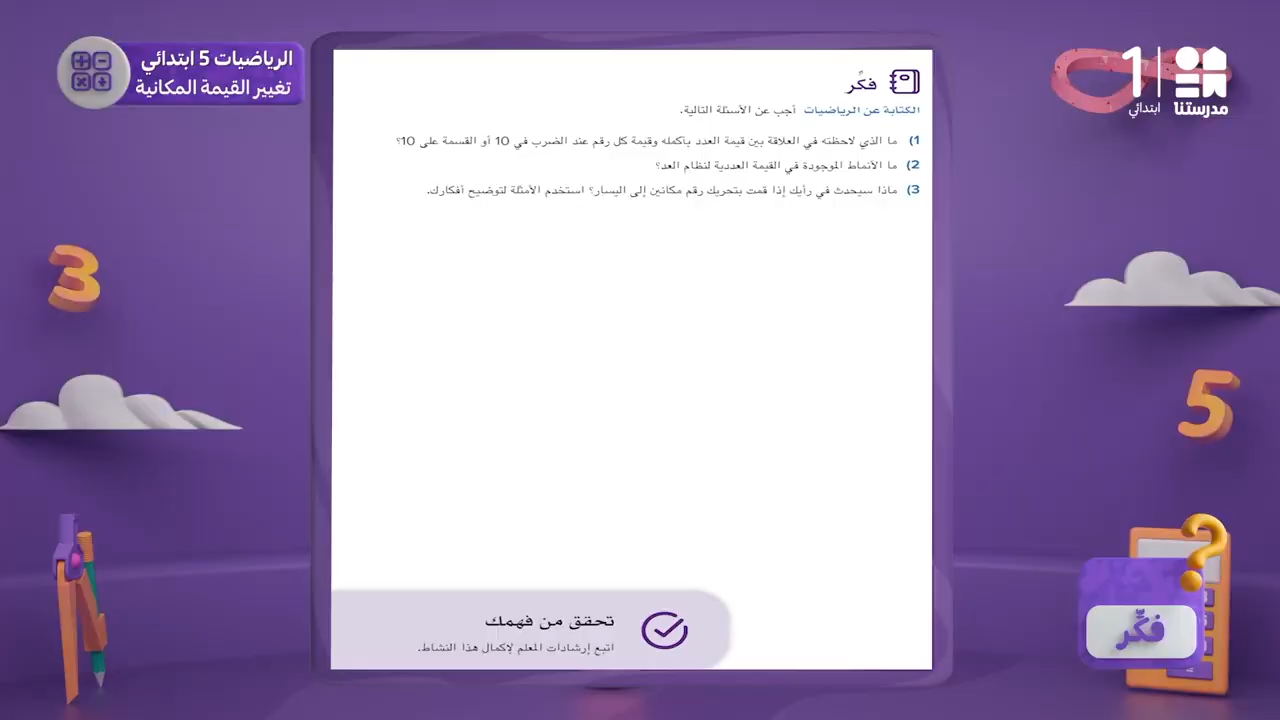 الرياضيات 5 ابتدائي
تغيير القيمة المكانية
1 ابتدائي
مدرستنا
فكِّر
الكتابة عن الرياضيات أجب عن الأسئلة التالية.
(1 ما الذي لاحظته في العلاقة بين قيمة العدد بأكمله وقيمة كل رقم عند الضرب في 10 أو القسمة على 10؟
(2 ما الأنماط الموجودة في القيمة العددية لنظام العد؟
(3 ماذا سيحدث في رأيك إذا قمت بتحريك رقم مكانين إلى اليسار؟ استخدم الأمثلة لتوضيح أفكارك.
3
5
?
فكِّر
تحقق من فهمك
اتبع إرشادات المعلم لإكمال هذا النشاط.